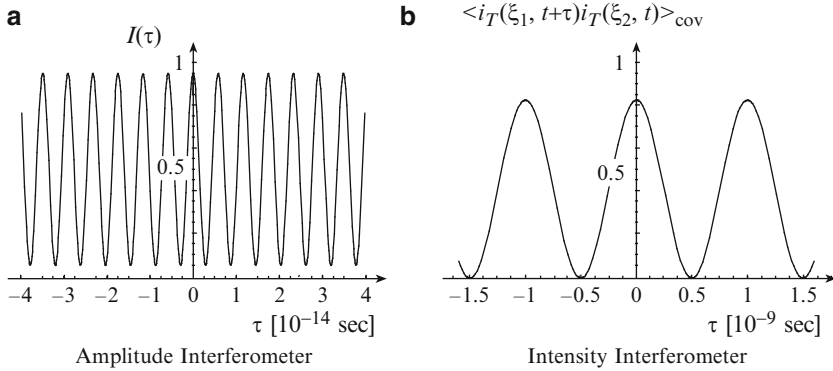 a
I(τ)
1
0.5
−4 −3 −2 −1 0 1 2 3 4
τ [10⁻¹⁴ sec]
Amplitude Interferometer
b
<i_T(ξ₁, t+τ)i_T(ξ₂, t)>cov
1
0.5
−1.5 −1 −0.5 0 0.5 1 1.5
τ [10⁻⁹ sec]
Intensity Interferometer